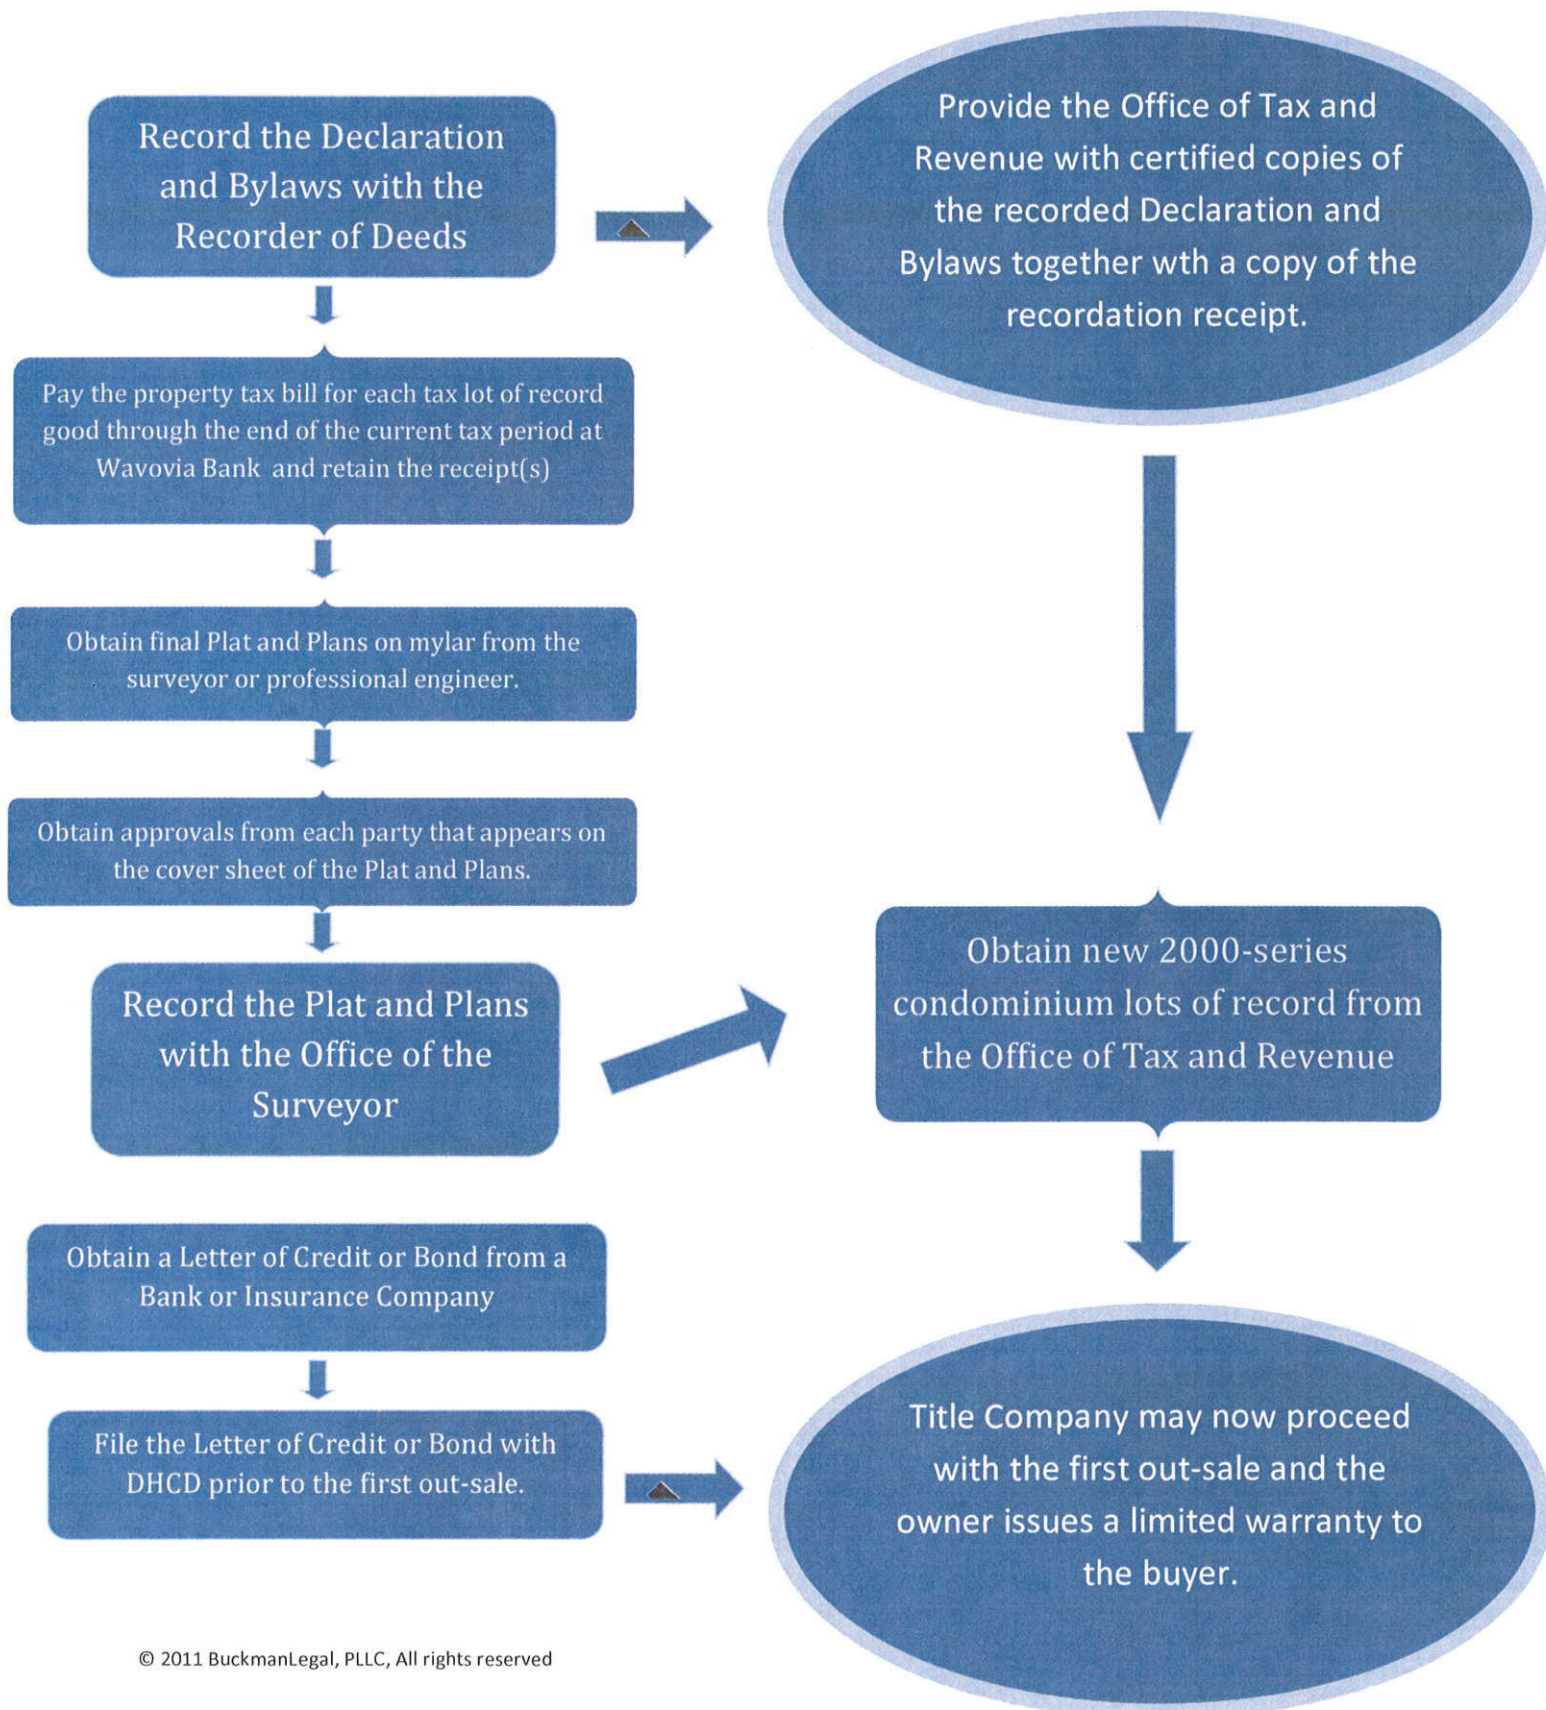 Record the Declaration
and Bylaws with the
Recorder of Deeds
Provide the Office of Tax and
Revenue with certified copies of
the recorded Declaration and
Bylaws together wth a copy of the
recordation receipt.
Pay the property tax bill for each tax lot of record
good through the end of the current tax period at
Wavovia Bank and retain the receipt(s)
Obtain final Plat and Plans on mylar from the
surveyor or professional engineer.
Obtain approvals from each party that appears on
the cover sheet of the Plat and Plans.
Record the Plat and Plans
with the Office of the
Surveyor
Obtain new 2000-series
condominium lots of record from
the Office of Tax and Revenue
Obtain a Letter of Credit or Bond from a
Bank or Insurance Company
File the Letter of Credit or Bond with
DHCD prior to the first out-sale.
Title Company may now proceed
with the first out-sale and the
owner issues a limited warranty to
the buyer.
© 2011 BuckmanLegal, PLLC, All rights reserved